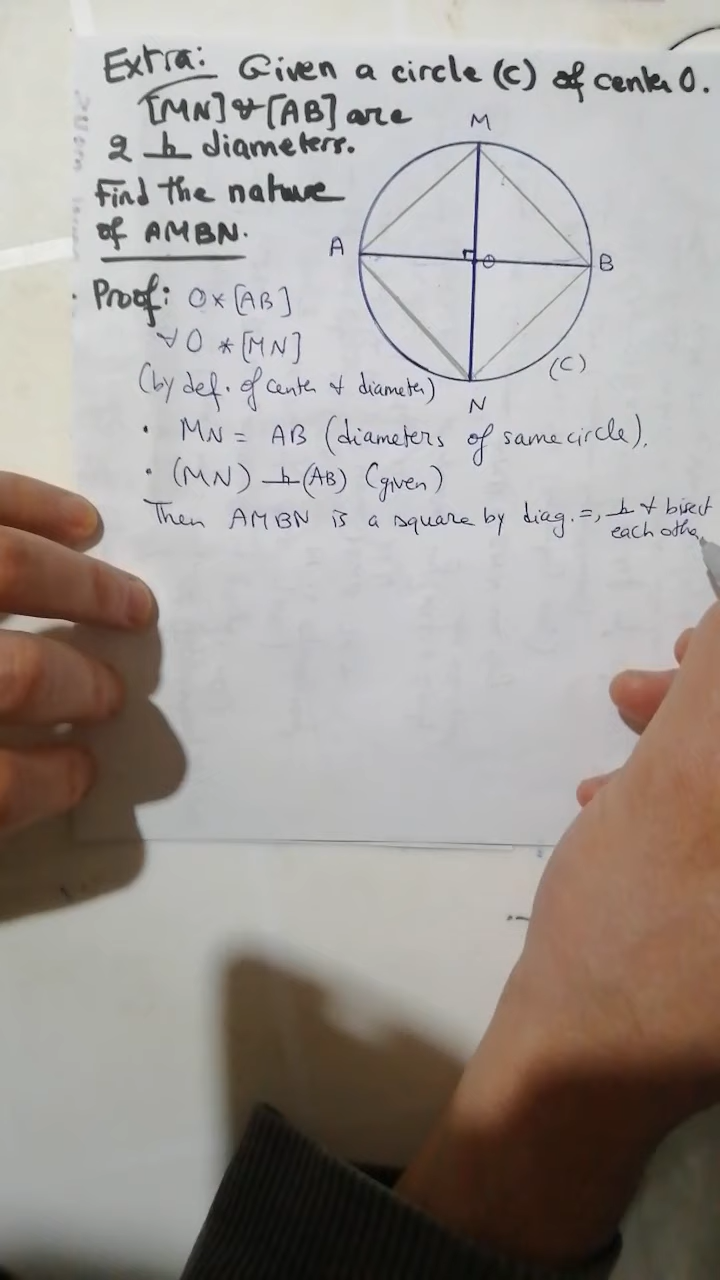 Extra: Given a circle (C) of center O.
[MN] & [AB] are
2 ⊥ diameters.
Find the nature
of AMBN.
M
A
O
B
N
(C)
• Proof: O * [AB]
& O * [MN]
(by def. of center & diameter)
• MN = AB (diameters of same circle).
• (MN) ⊥ (AB) (given)
Then AMBN is a square by diag. =, ⊥ & bisect
each othe